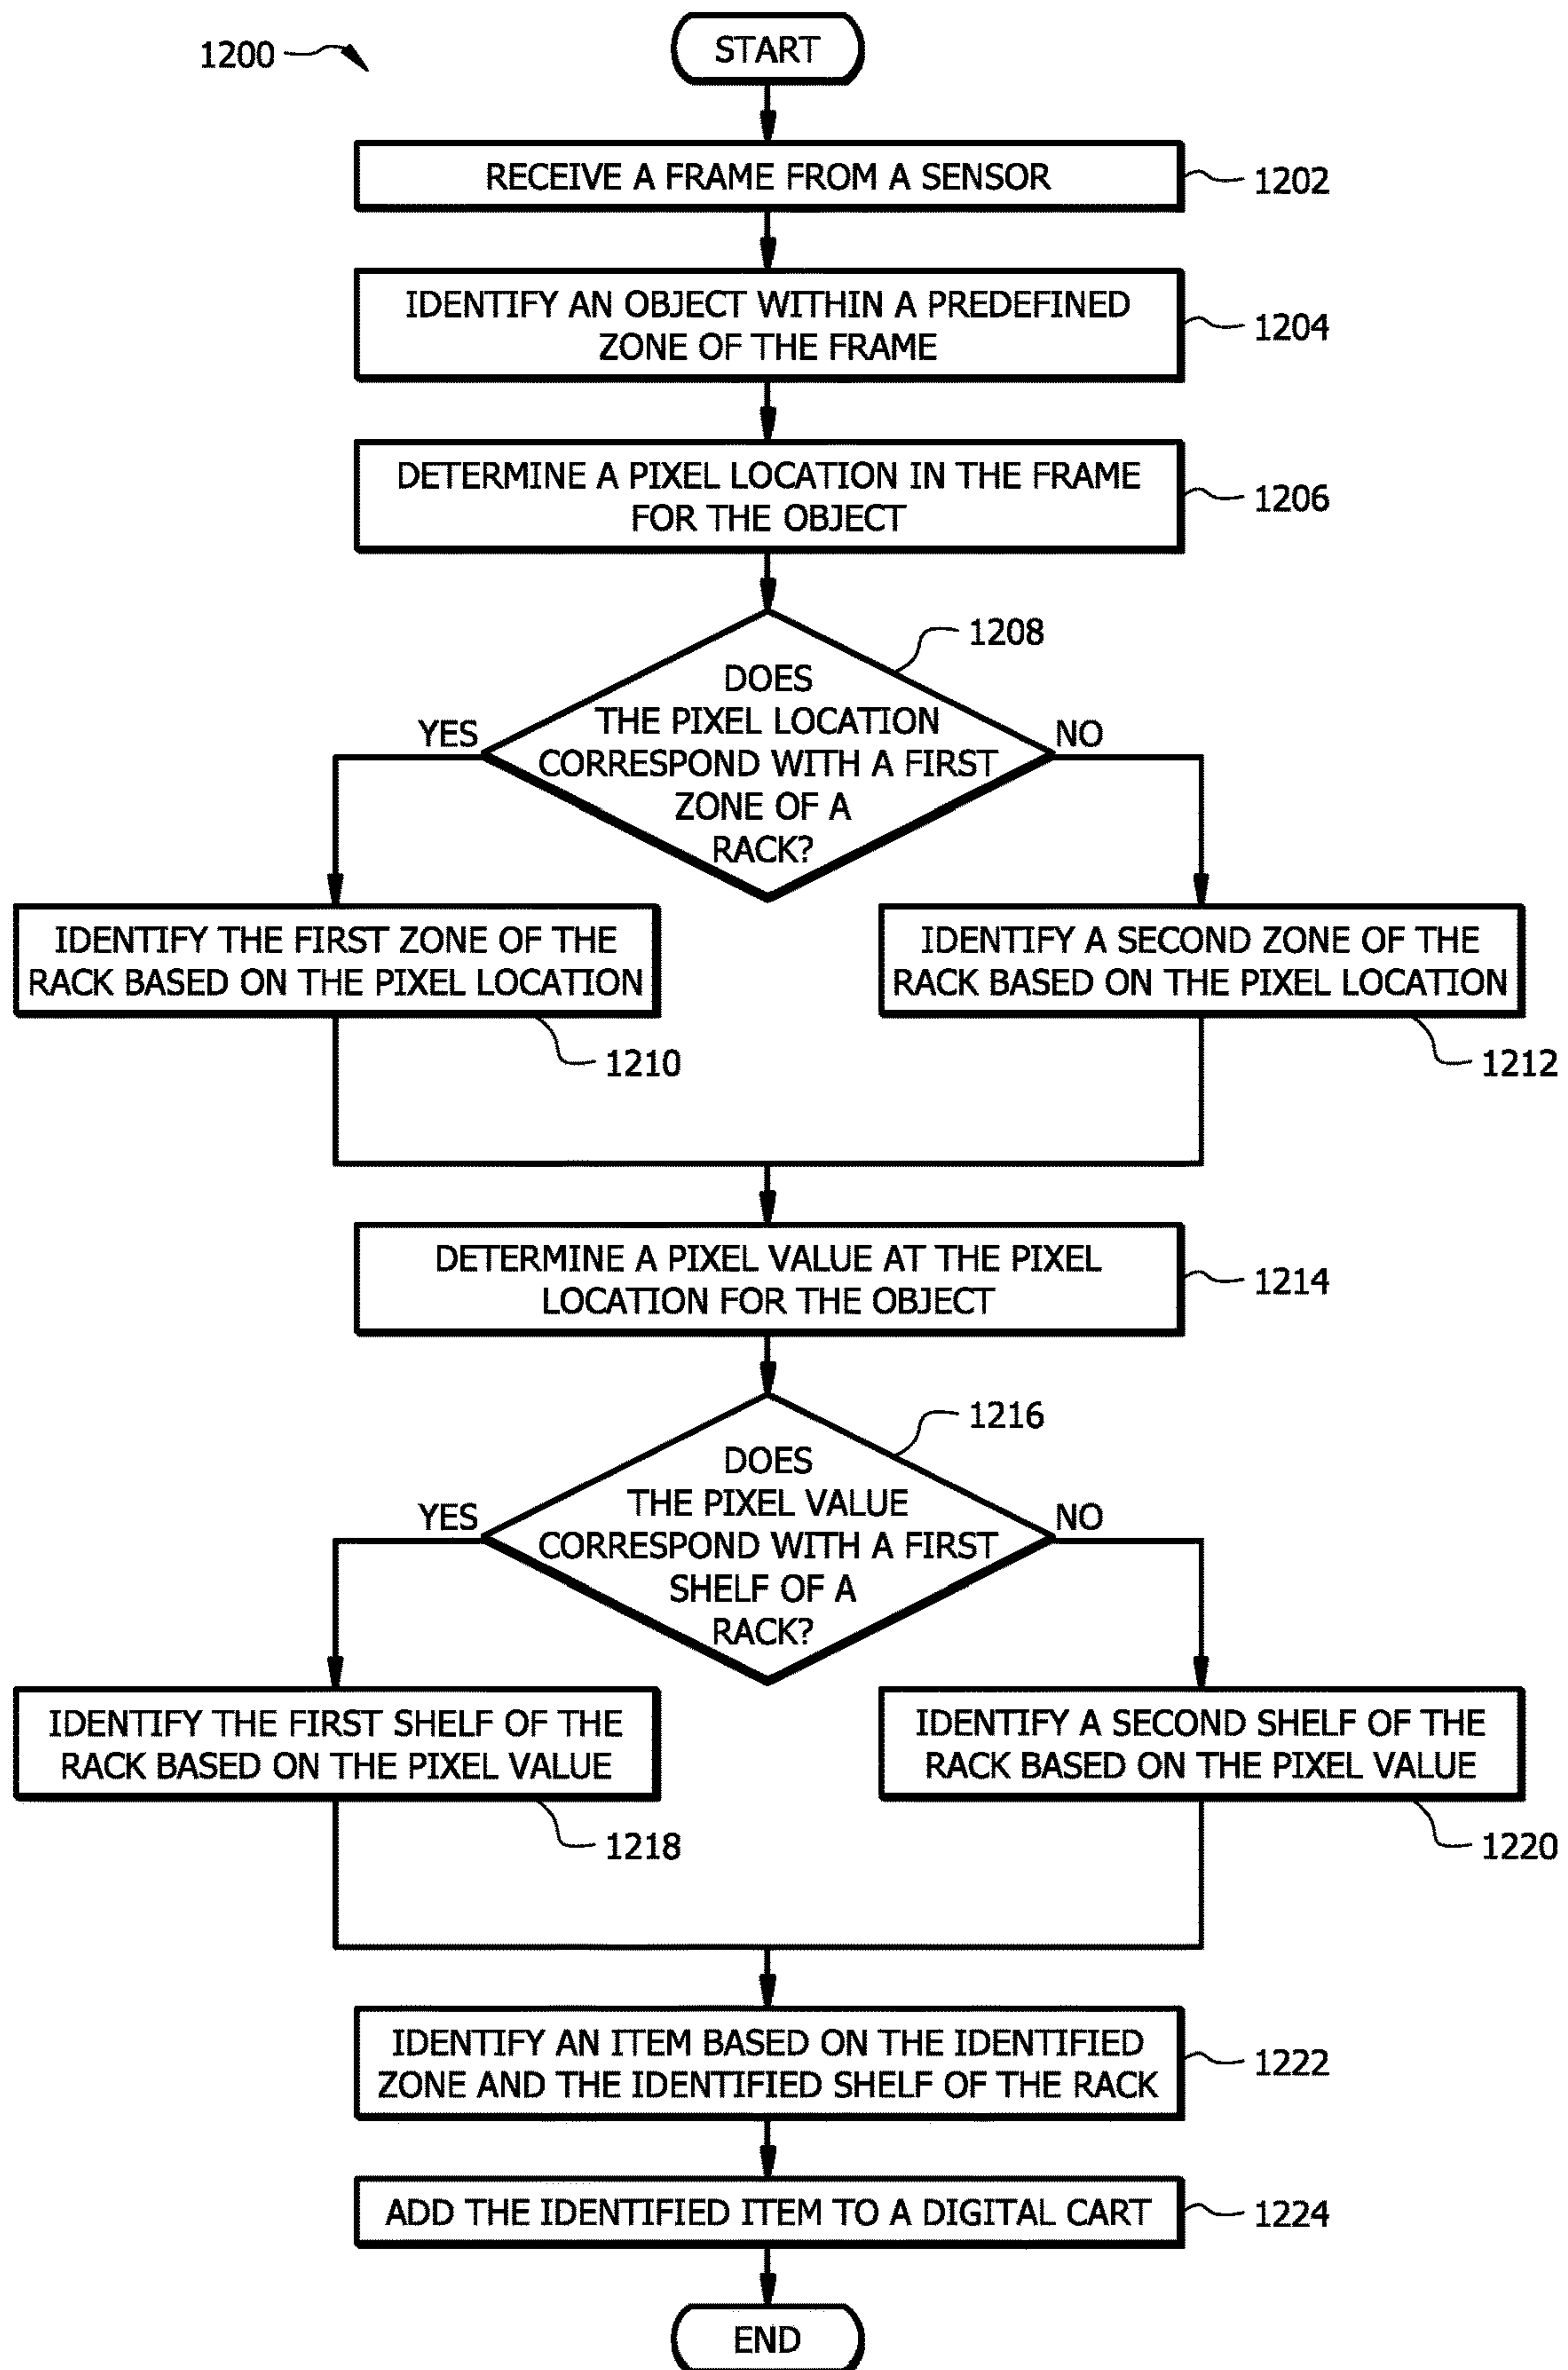 1200
START
RECEIVE A FRAME FROM A SENSOR
1202
IDENTIFY AN OBJECT WITHIN A PREDEFINED
ZONE OF THE FRAME
1204
DETERMINE A PIXEL LOCATION IN THE FRAME
FOR THE OBJECT
1206
1208
DOES
THE PIXEL LOCATION
CORRESPOND WITH A FIRST
ZONE OF A
RACK?
YES
NO
IDENTIFY THE FIRST ZONE OF THE
RACK BASED ON THE PIXEL LOCATION
1210
IDENTIFY A SECOND ZONE OF THE
RACK BASED ON THE PIXEL LOCATION
1212
DETERMINE A PIXEL VALUE AT THE PIXEL
LOCATION FOR THE OBJECT
1214
1216
DOES
THE PIXEL VALUE
CORRESPOND WITH A FIRST
SHELF OF A
RACK?
YES
NO
IDENTIFY THE FIRST SHELF OF THE
RACK BASED ON THE PIXEL VALUE
1218
IDENTIFY A SECOND SHELF OF THE
RACK BASED ON THE PIXEL VALUE
1220
IDENTIFY AN ITEM BASED ON THE IDENTIFIED
ZONE AND THE IDENTIFIED SHELF OF THE RACK
1222
ADD THE IDENTIFIED ITEM TO A DIGITAL CART
1224
END